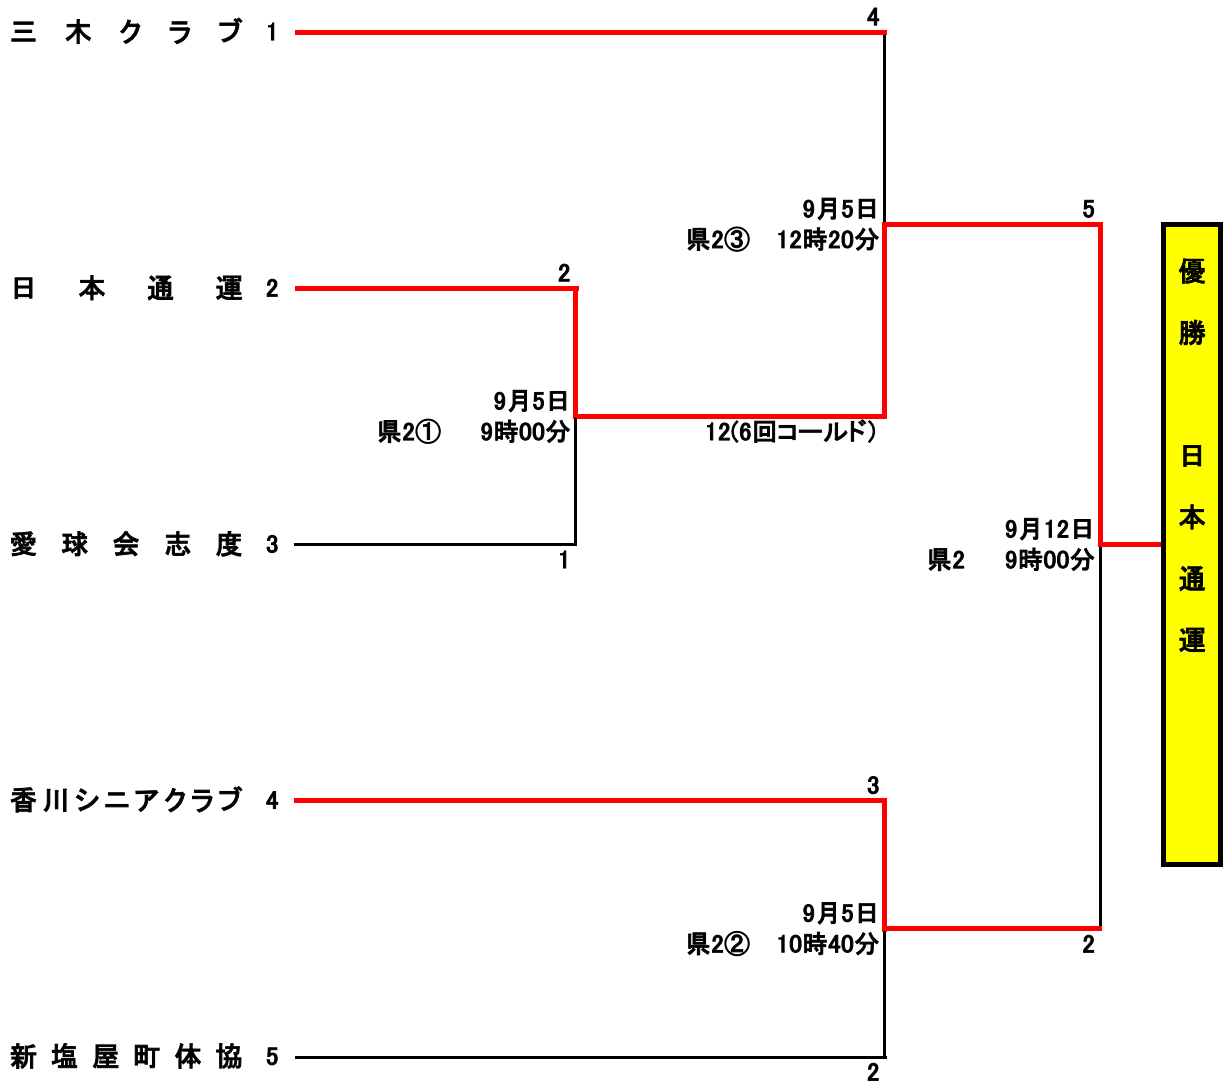 三木クラブ 1
4
9月5日
県2③ 12時20分
5
日本通運 2
2
9月5日
県2① 9時00分
12(6回コールド)
愛球会志度 3
1
9月12日
県2 9時00分
優勝 日本通運
香川シニアクラブ 4
3
9月5日
県2② 10時40分
2
新塩屋町体協 5
2